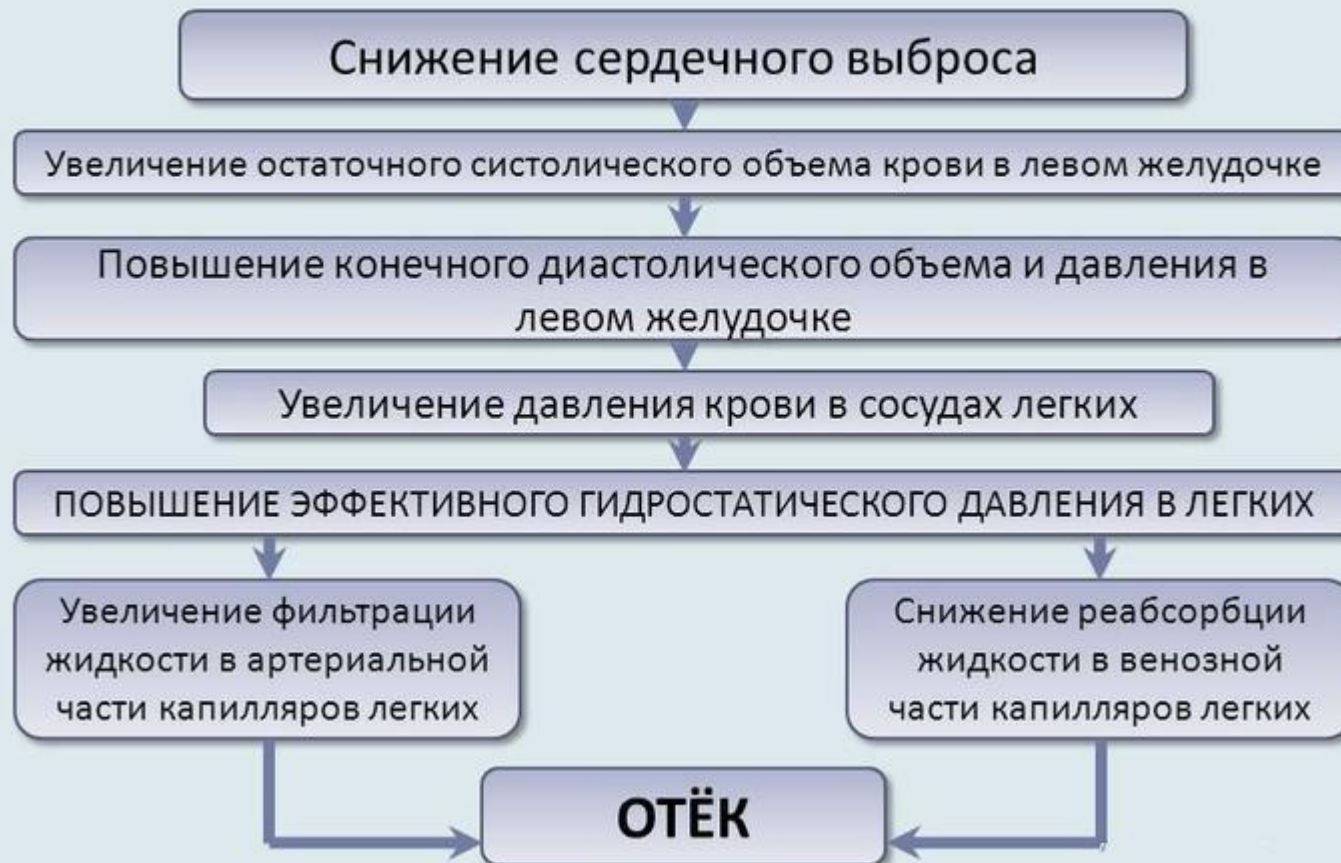 Снижение сердечного выброса
Увеличение остаточного систолического объема крови в левом желудочке
Повышение конечного диастолического объема и давления в
левом желудочке
Увеличение давления крови в сосудах легких
ПОВЫШЕНИЕ ЭФФЕКТИВНОГО ГИДРОСТАТИЧЕСКОГО ДАВЛЕНИЯ В ЛЕГКИХ
Увеличение фильтрации
жидкости в артериальной
части капилляров легких
Снижение реабсорбции
жидкости в венозной
части капилляров легких
ОТЁК